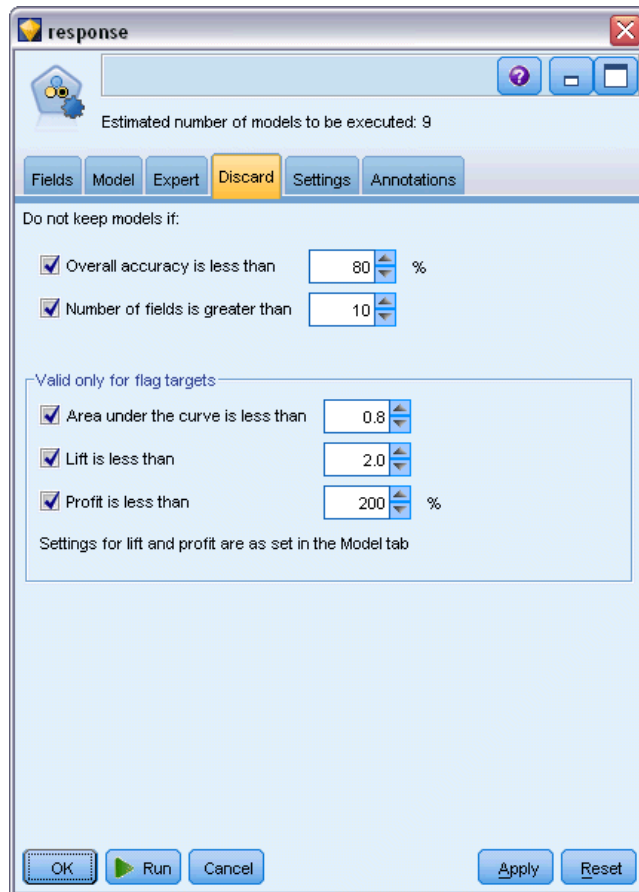 response
Estimated number of models to be executed: 9
Fields Model Expert Discard Settings Annotations
Do not keep models if:
Overall accuracy is less than 80 %
Number of fields is greater than 10
Valid only for flag targets
Area under the curve is less than 0.8
Lift is less than 2.0
Profit is less than 200 %
Settings for lift and profit are as set in the Model tab
OK Run Cancel Apply Reset